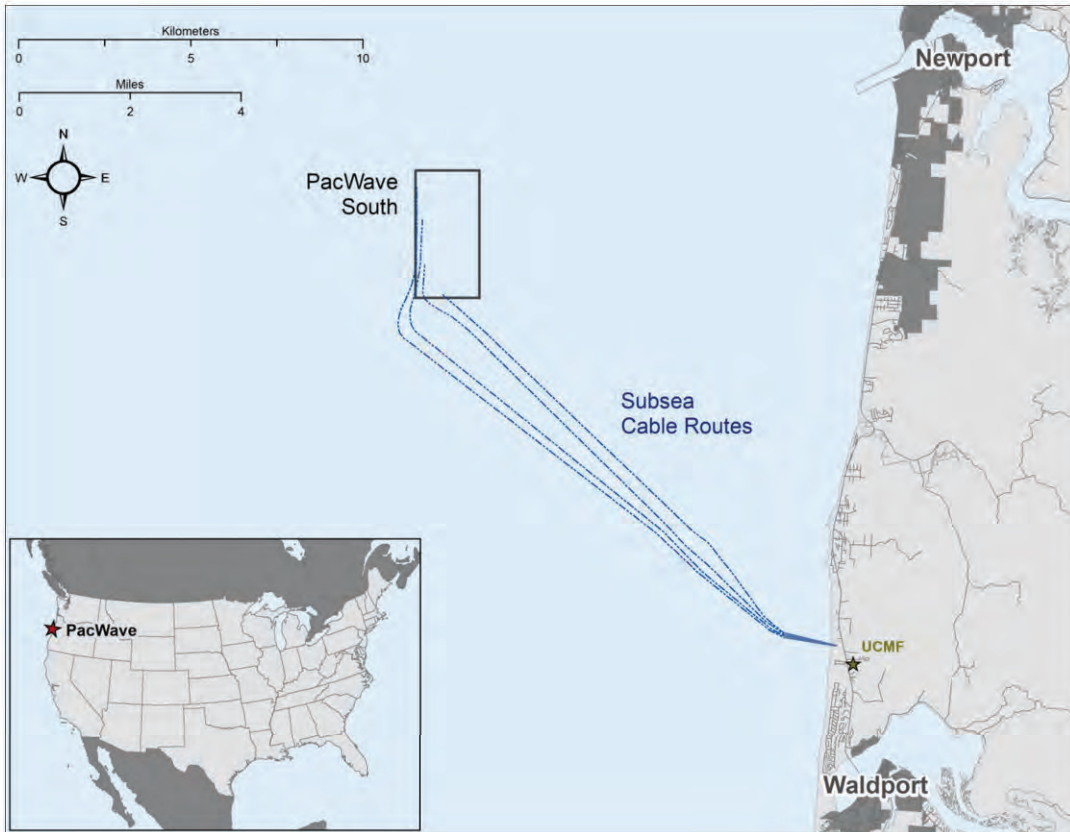 Kilometers
0 5 10
Miles
0 2 4
N
W E
S
Newport
PacWave
South
Subsea
Cable Routes
UCMF
PacWave
Waldport